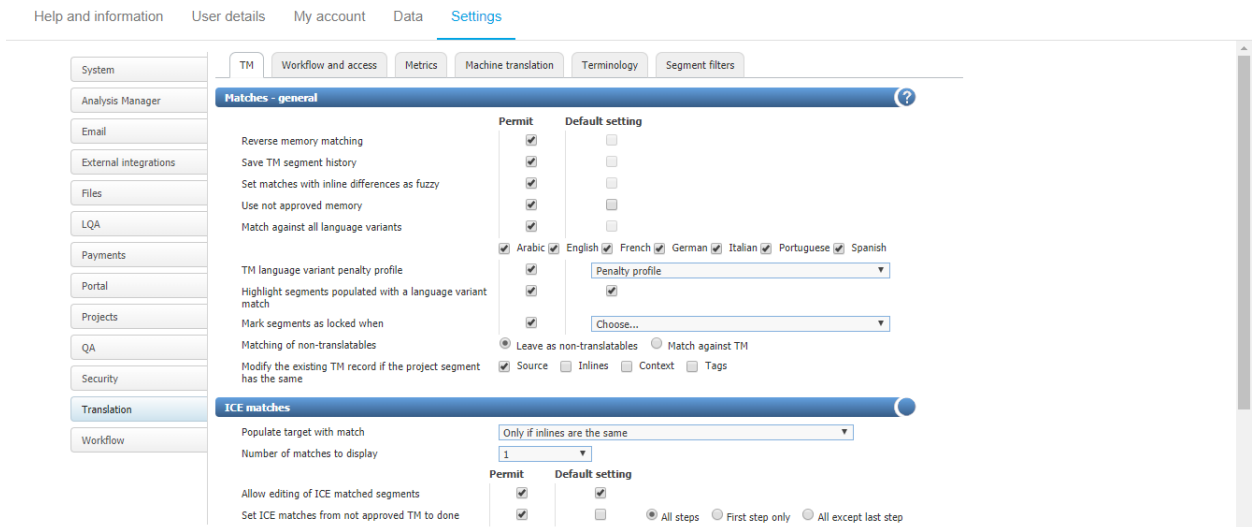 Help and information User details My account Data Settings
TM Workflow and access Metrics Machine translation Terminology Segment filters
System
Analysis Manager
Email
External integrations
Files
LQA
Payments
Portal
Projects
QA
Security
Translation
Workflow
Matches - general ?
Permit Default setting
Reverse memory matching
Save TM segment history
Set matches with inline differences as fuzzy
Use not approved memory
Match against all language variants
Arabic English French German Italian Portuguese Spanish
TM language variant penalty profile Penalty profile
Highlight segments populated with a language variant
match
Mark segments as locked when Choose...
Matching of non-translatables Leave as non-translatables Match against TM
Modify the existing TM record if the project segment Source Inlines Context Tags
has the same
ICE matches
Populate target with match Only if inlines are the same
Number of matches to display 1
Permit Default setting
Allow editing of ICE matched segments
Set ICE matches from not approved TM to done All steps First step only All except last step